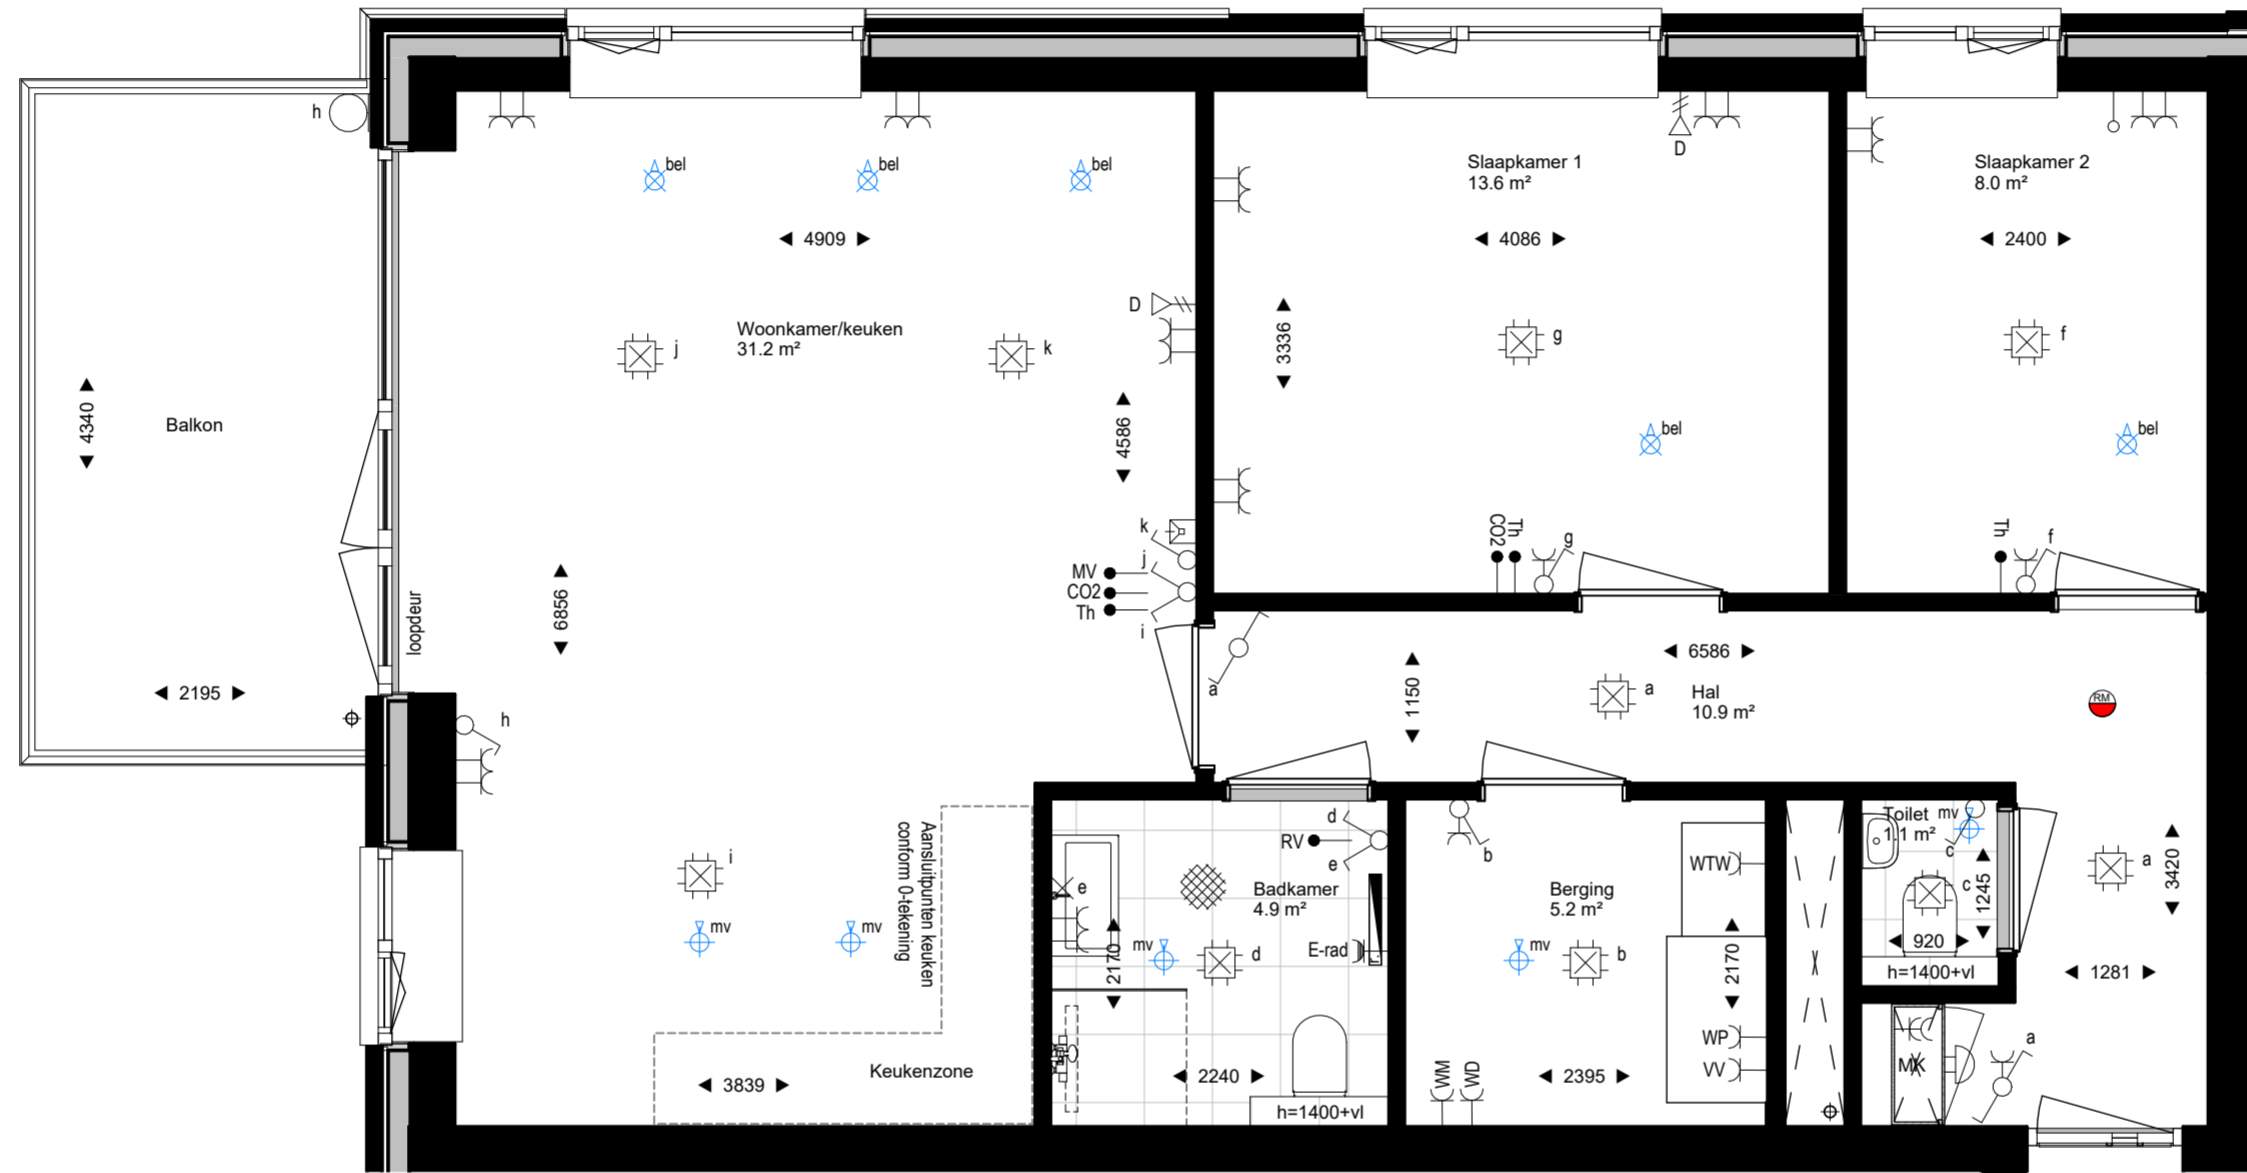 h
bel
bel
bel
Slaapkamer 1
13.6 m²
D
Slaapkamer 2
8.0 m²
4909
4086
2400
D
Woonkamer/keuken
31.2 m²
j
k
3336
g
f
4340
Balkon
4586
bel
bel
k
j
MV
CO2
Th
i
CO2
Th
g
Th
f
6856
loopdeur
2195
h
a
1150
6586
a
Hal
10.9 m²
RM
Aansluitpunten keuken
conform 0-tekening
i
mv
mv
3839
Keukenzone
d
RV
e
e
Badkamer
4.9 m²
2170
mv
d
E-rad
2240
h=1400+vl
b
Berging
5.2 m²
WTW
mv
b
2170
WP
VV
WM
WD
2395
Toilet
1.1 m²
mv
c
c
1245
920
h=1400+vl
a
3420
1281
MK
a